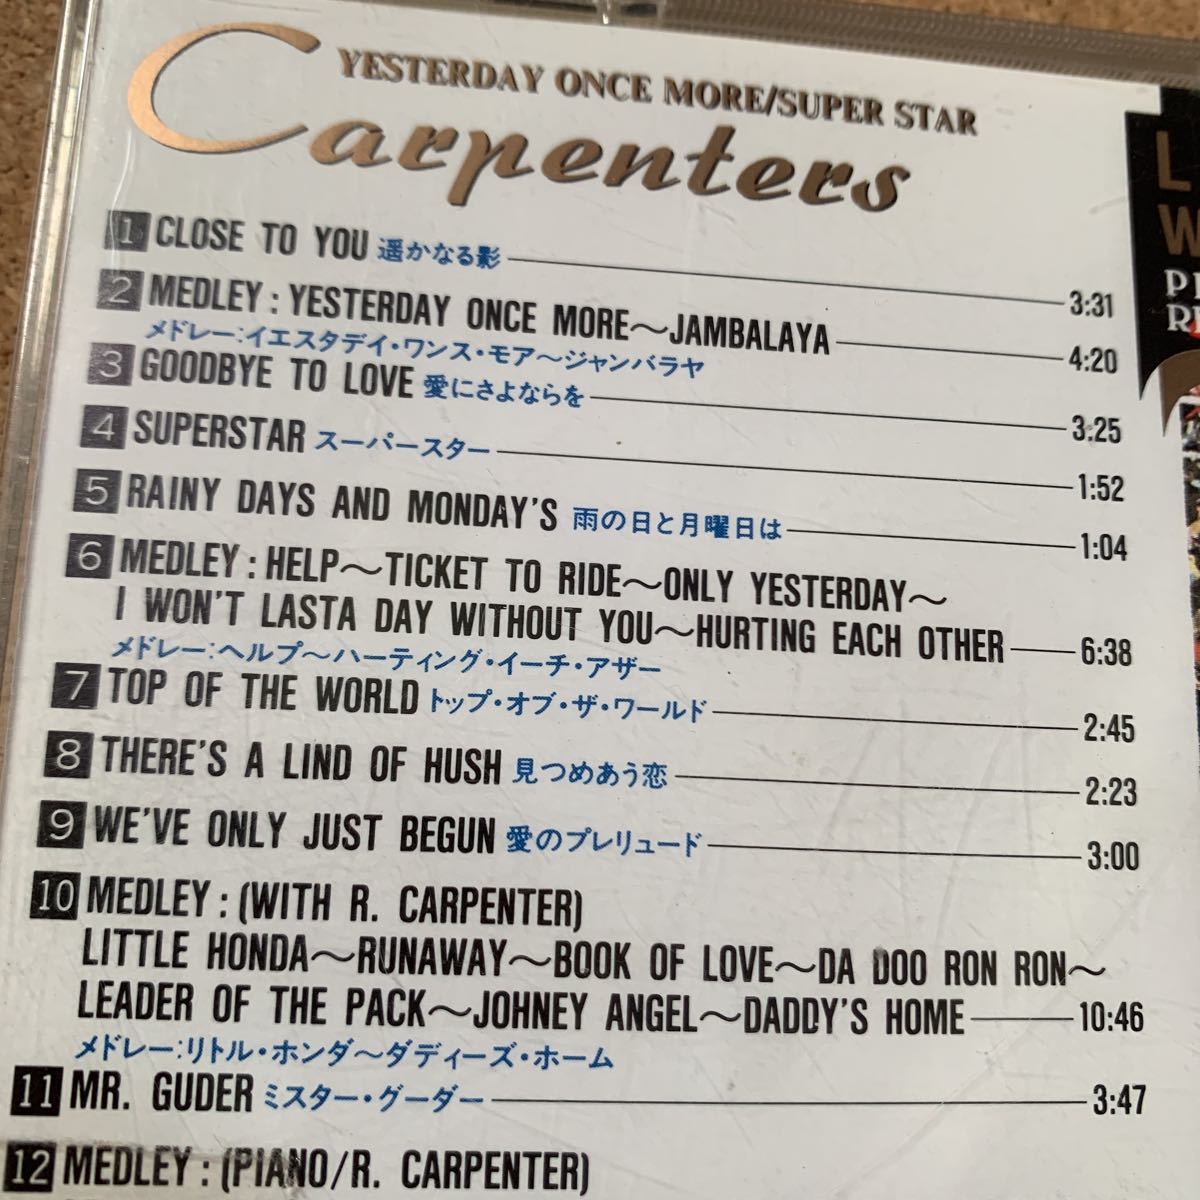 YESTERDAY ONCE MORE/SUPER STAR
Carpenters
1 CLOSE TO YOU 遥かなる影 3:31
2 MEDLEY : YESTERDAY ONCE MORE～JAMBALAYA 4:20
メドレー:イエスタデイ・ワンス・モア～ジャンバラヤ
3 GOODBYE TO LOVE 愛にさよならを 3:25
4 SUPERSTAR スーパースター 1:52
5 RAINY DAYS AND MONDAY'S 雨の日と月曜日は 1:04
6 MEDLEY : HELP～TICKET TO RIDE～ONLY YESTERDAY～
I WON'T LASTA DAY WITHOUT YOU～HURTING EACH OTHER 6:38
メドレー:ヘルプ～ハーティング・イーチ・アザー
7 TOP OF THE WORLD トップ・オブ・ザ・ワールド 2:45
8 THERE'S A LIND OF HUSH 見つめあう恋 2:23
9 WE'VE ONLY JUST BEGUN 愛のプレリュード 3:00
10 MEDLEY : (WITH R. CARPENTER)
LITTLE HONDA～RUNAWAY～BOOK OF LOVE～DA DOO RON RON～
LEADER OF THE PACK～JOHNEY ANGEL～DADDY'S HOME 10:46
メドレー:リトル・ホンダ～ダディーズ・ホーム
11 MR. GUDER ミスター・グーダー 3:47
12 MEDLEY : (PIANO/R. CARPENTER)